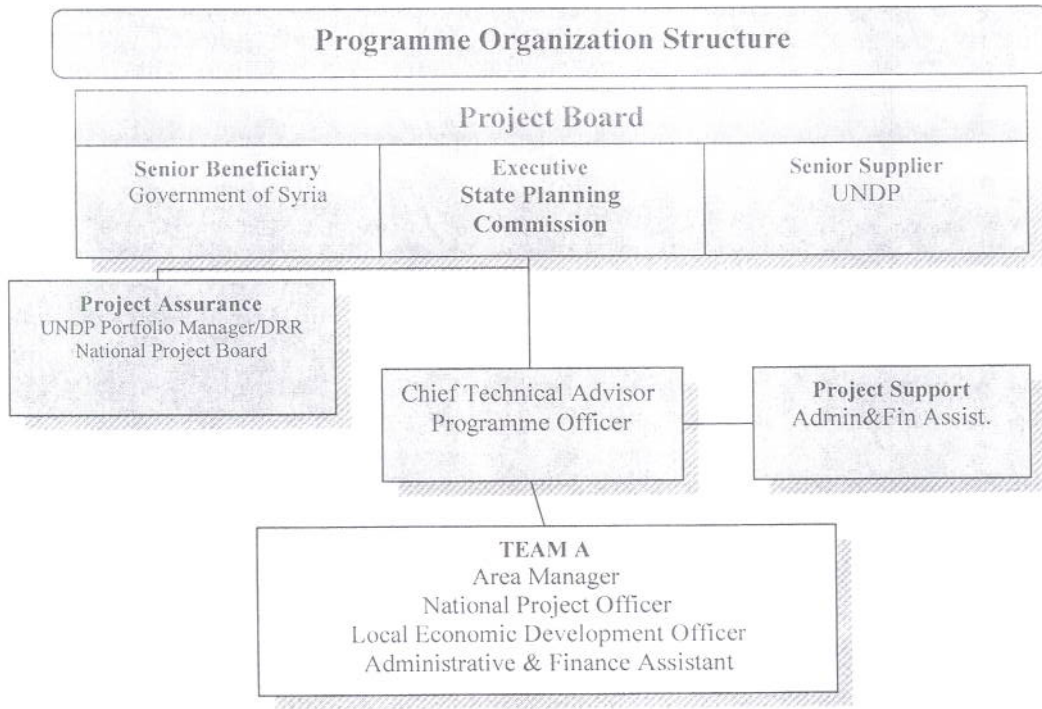 Programme Organization Structure
Project Board
Senior Beneficiary
Government of Syria
Executive
State Planning
Commission
Senior Supplier
UNDP
Project Assurance
UNDP Portfolio Manager/DRR
National Project Board
Chief Technical Advisor
Programme Officer
Project Support
Admin&Fin Assist.
TEAM A
Area Manager
National Project Officer
Local Economic Development Officer
Administrative & Finance Assistant